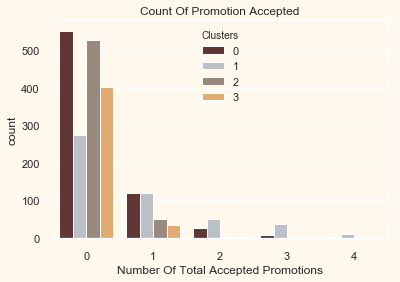 Count Of Promotion Accepted
Clusters
0
1
2
3
count
500
400
300
200
100
0
0 1 2 3 4
Number Of Total Accepted Promotions